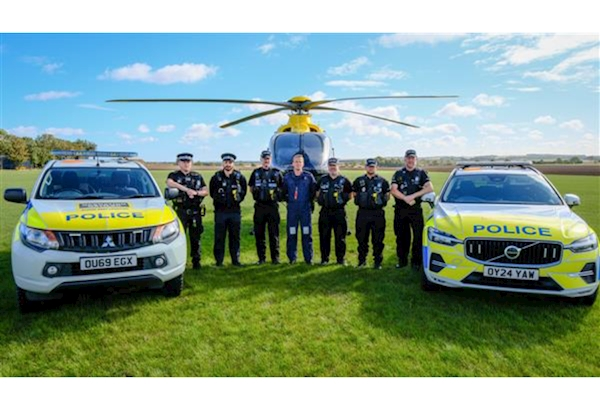 POLICE
OU69 EGX
POLICE
OY24 YAW